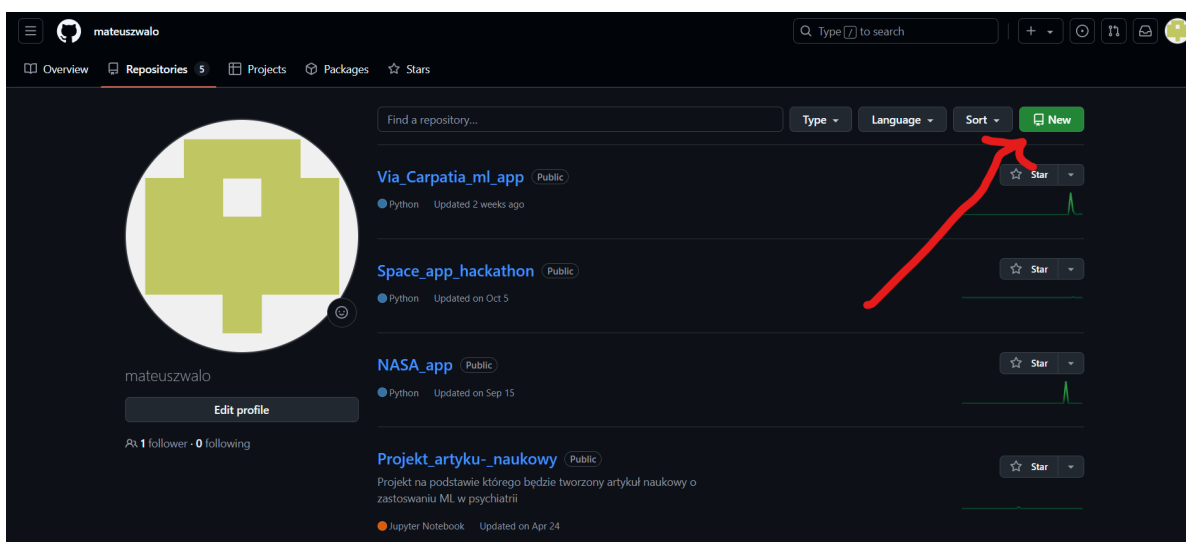 mateuszwalo
Type / to search
Overview Repositories 5 Projects Packages Stars
Find a repository... Type Language Sort New
Via_Carpatia_ml_app Public Star
Python Updated 2 weeks ago
Space_app_hackathon Public Star
Python Updated on Oct 5
NASA_app Public Star
Python Updated on Sep 15
mateuszwalo
Edit profile
1 follower · 0 following
Projekt_artyku-_naukowy Public Star
Projekt na podstawie którego będzie tworzony artykuł naukowy o
zastoswaniu ML w psychiatrii
Jupyter Notebook Updated on Apr 24